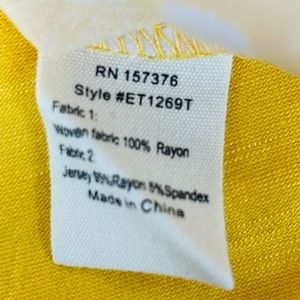 RN 157376
Style #ET1269T
Fabric 1:
Woven fabric 100% Rayon
Fabric 2:
Jersey 95%Rayon 5%Spandex
Made in China